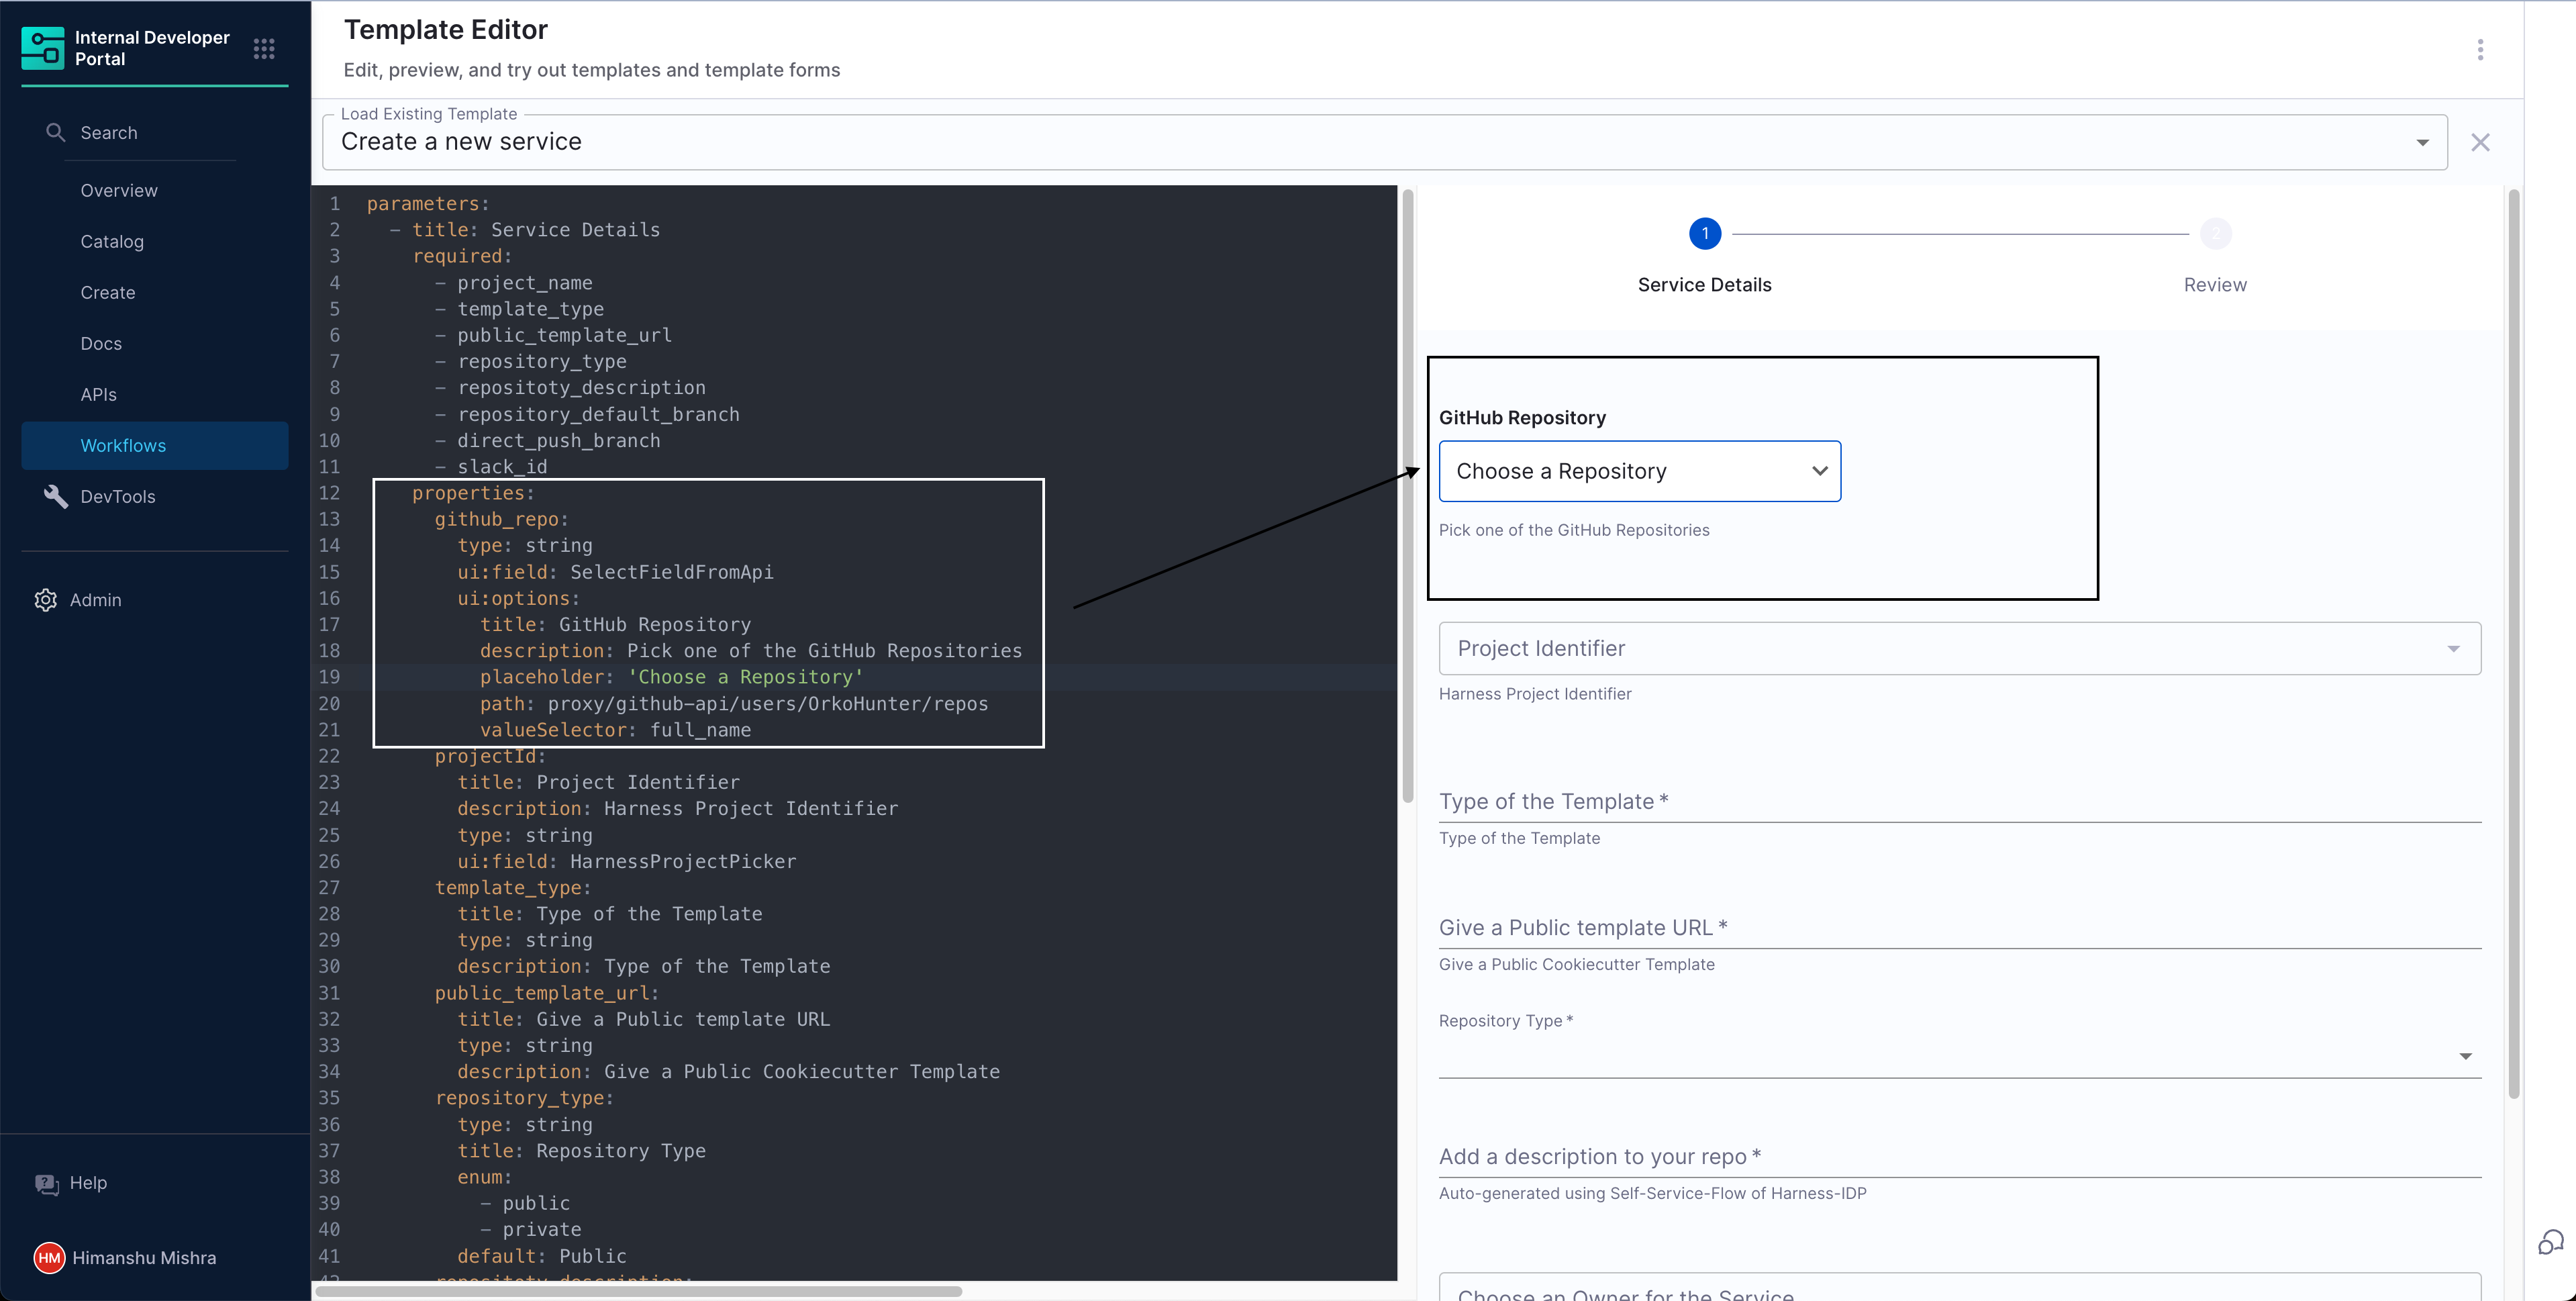 Internal Developer
Portal
Search
Overview
Catalog
Create
Docs
APIs
Workflows
DevTools
Admin
Help
HM Himanshu Mishra
Template Editor
Edit, preview, and try out templates and template forms
Load Existing Template
Create a new service
1 parameters:
2 - title: Service Details
3 required:
4 - project_name
5 - template_type
6 - public_template_url
7 - repository_type
8 - repositoty_description
9 - repository_default_branch
10 - direct_push_branch
11 - slack_id
12 properties:
13 github_repo:
14 type: string
15 ui:field: SelectFieldFromApi
16 ui:options:
17 title: GitHub Repository
18 description: Pick one of the GitHub Repositories
19 placeholder: 'Choose a Repository'
20 path: proxy/github-api/users/OrkoHunter/repos
21 valueSelector: full_name
22 projectId:
23 title: Project Identifier
24 description: Harness Project Identifier
25 type: string
26 ui:field: HarnessProjectPicker
27 template_type:
28 title: Type of the Template
29 type: string
30 description: Type of the Template
31 public_template_url:
32 title: Give a Public template URL
33 type: string
34 description: Give a Public Cookiecutter Template
35 repository_type:
36 type: string
37 title: Repository Type
38 enum:
39 - public
40 - private
41 default: Public
42 repositoty_description:
1
2
Service Details
Review
GitHub Repository
Choose a Repository
Pick one of the GitHub Repositories
Project Identifier
Harness Project Identifier
Type of the Template *
Type of the Template
Give a Public template URL *
Give a Public Cookiecutter Template
Repository Type *
Add a description to your repo *
Auto-generated using Self-Service-Flow of Harness-IDP
Choose an Owner for the Service